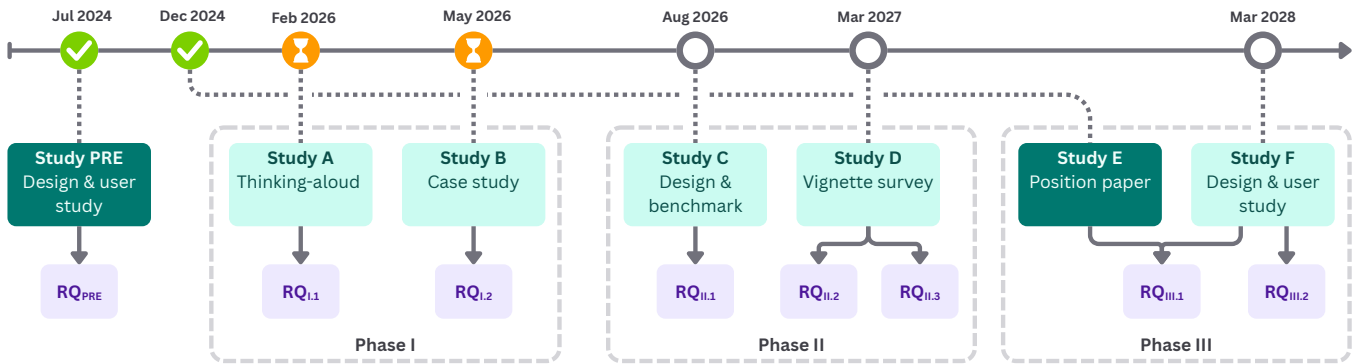 Jul 2024
Dec 2024
Feb 2026
May 2026
Aug 2026
Mar 2027
Mar 2028
Study PRE
Design & user
study
Study A
Thinking-aloud
Study B
Case study
Study C
Design &
benchmark
Study D
Vignette survey
Study E
Position paper
Study F
Design & user
study
RQPRE
RQI.1
RQI.2
RQII.1
RQII.2
RQII.3
RQIII.1
RQIII.2
Phase I
Phase II
Phase III